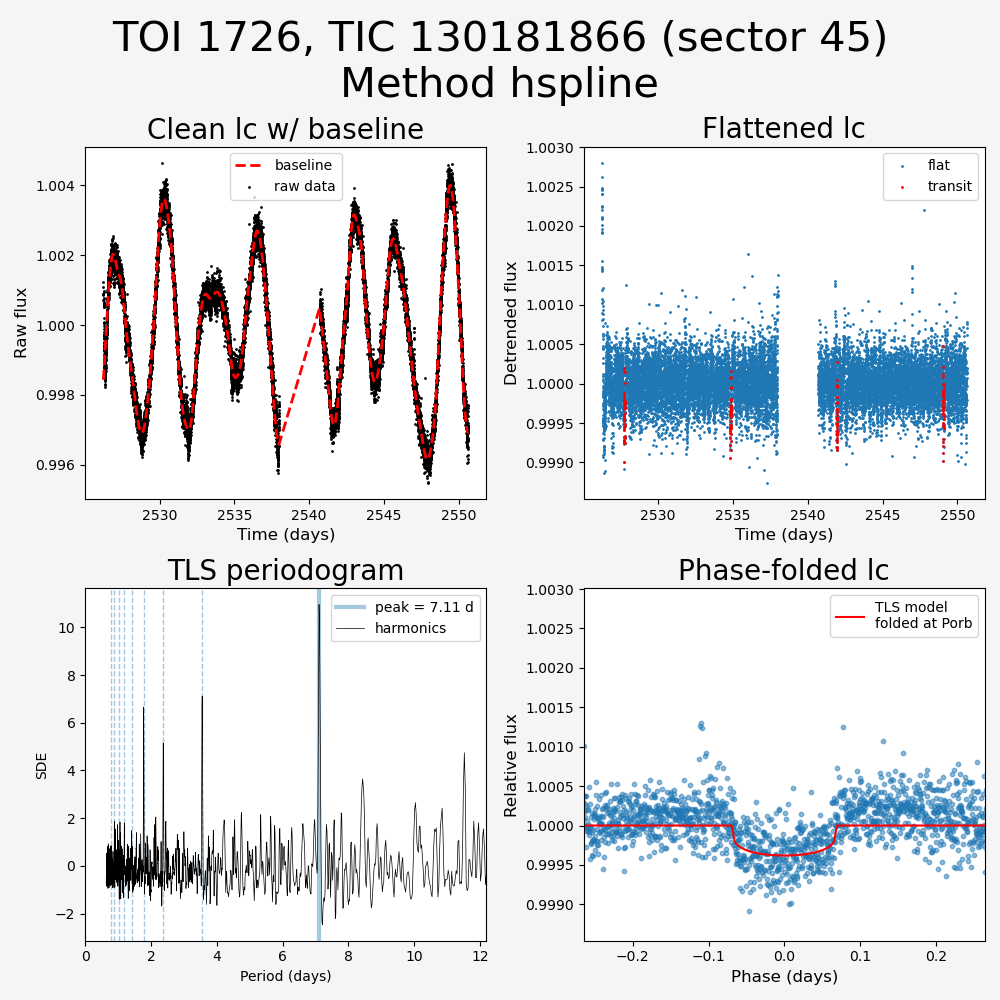 TOI 1726, TIC 130181866 (sector 45)
Method hspline
Clean lc w/ baseline
baseline
raw data
1.004
1.002
1.000
0.998
0.996
Raw flux
2530
2535
2540
2545
2550
Time (days)
Flattened lc
flat
transit
1.0030
1.0025
1.0020
1.0015
1.0010
1.0005
1.0000
0.9995
0.9990
Detrended flux
2530
2535
2540
2545
2550
Time (days)
TLS periodogram
peak = 7.11 d
harmonics
10
8
6
4
2
0
−2
SDE
0
2
4
6
8
10
12
Period (days)
Phase-folded lc
TLS model
folded at Porb
1.0030
1.0025
1.0020
1.0015
1.0010
1.0005
1.0000
0.9995
0.9990
Relative flux
−0.2
−0.1
0.0
0.1
0.2
Phase (days)